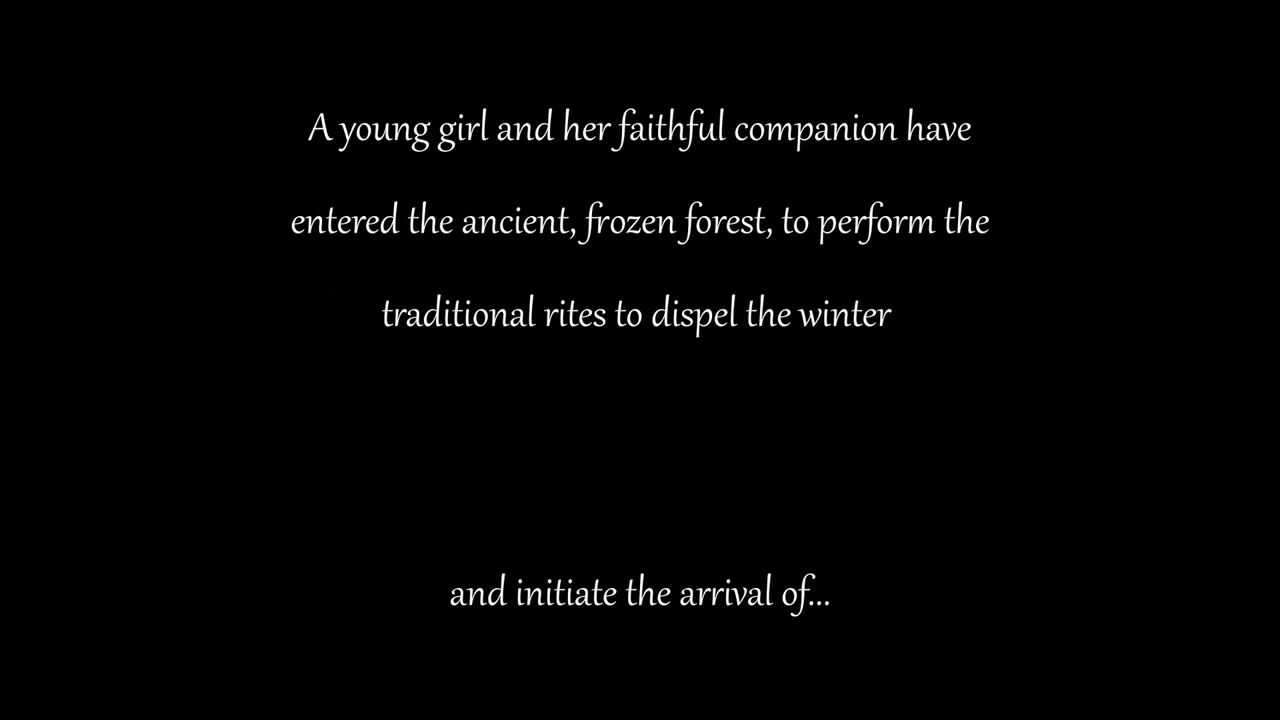 A young girl and her faithful companion have
entered the ancient, frozen forest, to perform the
traditional rites to dispel the winter
and initiate the arrival of...